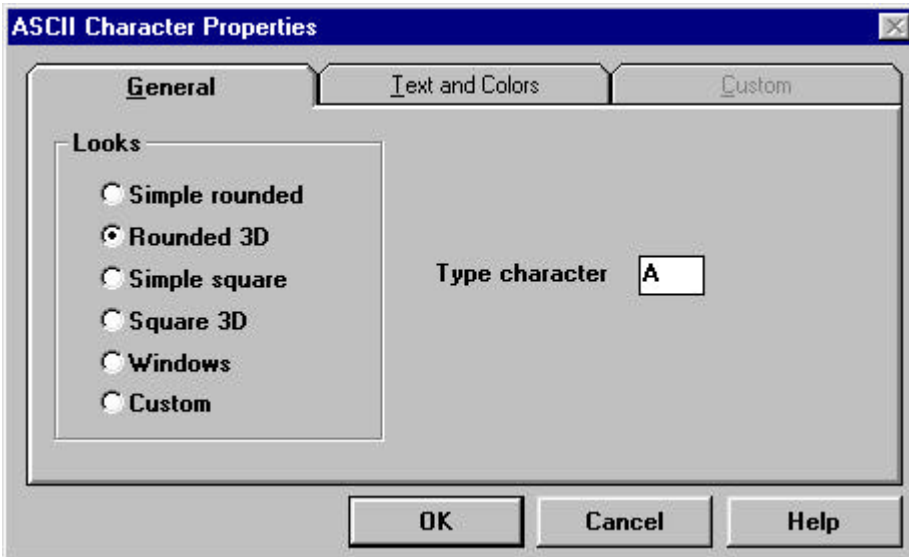 ASCII Character Properties
General Text and Colors Custom
Looks
Simple rounded
Rounded 3D
Simple square
Square 3D
Windows
Custom
Type character A
OK Cancel Help